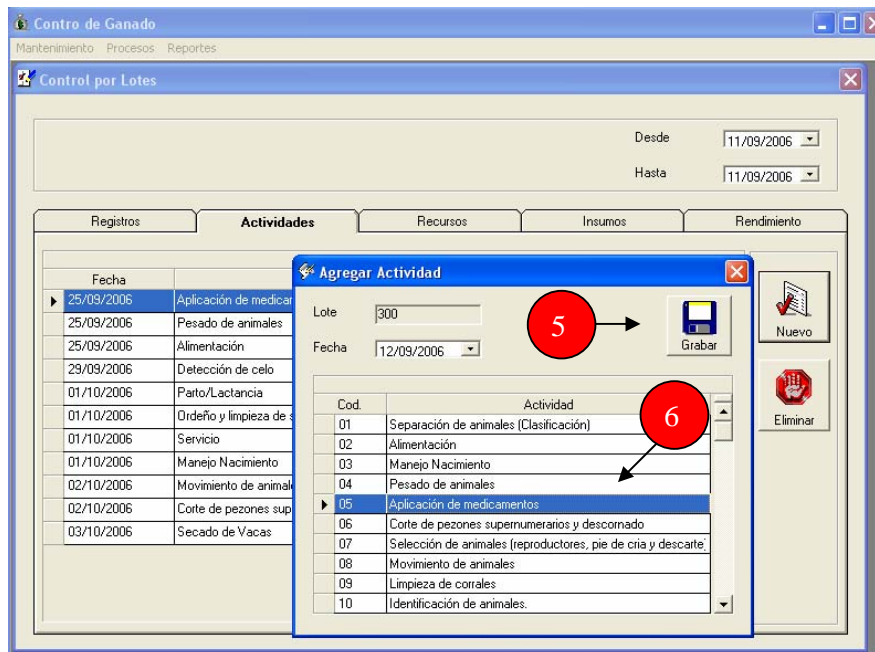 Contro de Ganado
Mantenimiento Procesos Reportes
Control por Lotes
Desde 11/09/2006
Hasta 11/09/2006
Registros Actividades Recursos Insumos Rendimiento
Fecha
25/09/2006 Aplicación de medicar
25/09/2006 Pesado de animales
25/09/2006 Alimentación
29/09/2006 Detección de celo
01/10/2006 Parto/Lactancia
01/10/2006 Ordeño y limpieza de s
01/10/2006 Servicio
01/10/2006 Manejo Nacimiento
02/10/2006 Movimiento de animale
02/10/2006 Corte de pezones sup
03/10/2006 Secado de Vacas
Agregar Actividad
Lote 300
Fecha 12/09/2006
5
Grabar
Cod. Actividad
6
01 Separación de animales (Clasificación)
02 Alimentación
03 Manejo Nacimiento
04 Pesado de animales
05 Aplicación de medicamentos
06 Corte de pezones supernumerarios y descornado
07 Selección de animales (reproductores, pie de cria y descarte)
08 Movimiento de animales
09 Limpieza de corrales
10 Identificación de animales.
Nuevo
Eliminar